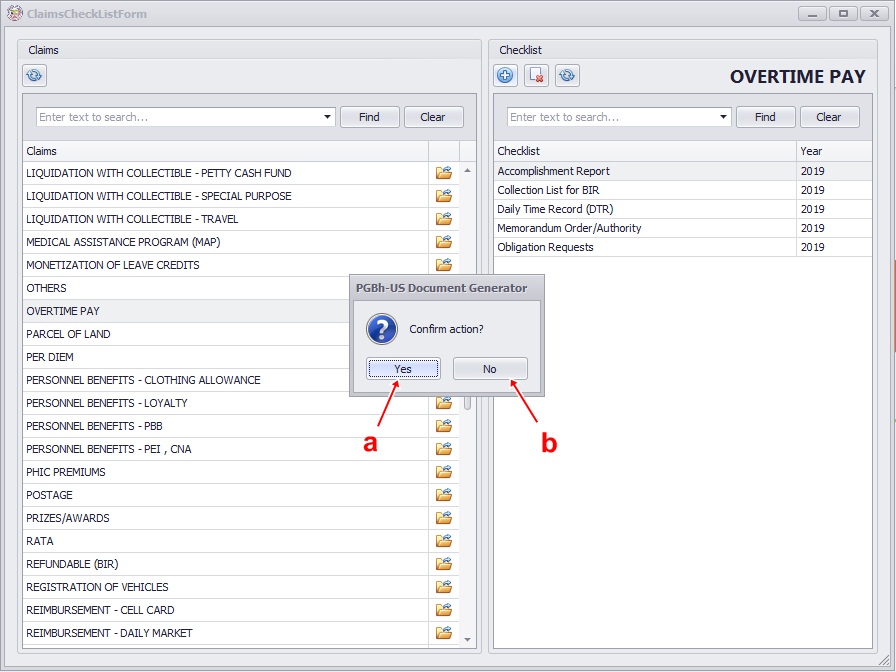 ClaimsCheckListForm
Claims
Enter text to search...
Find
Clear
Claims
LIQUIDATION WITH COLLECTIBLE - PETTY CASH FUND
LIQUIDATION WITH COLLECTIBLE - SPECIAL PURPOSE
LIQUIDATION WITH COLLECTIBLE - TRAVEL
MEDICAL ASSISTANCE PROGRAM (MAP)
MONETIZATION OF LEAVE CREDITS
OTHERS
OVERTIME PAY
PARCEL OF LAND
PER DIEM
PERSONNEL BENEFITS - CLOTHING ALLOWANCE
PERSONNEL BENEFITS - LOYALTY
PERSONNEL BENEFITS - PBB
PERSONNEL BENEFITS - PEI , CNA
PHIC PREMIUMS
POSTAGE
PRIZES/AWARDS
RATA
REFUNDABLE (BIR)
REGISTRATION OF VEHICLES
REIMBURSEMENT - CELL CARD
REIMBURSEMENT - DAILY MARKET
Checklist
OVERTIME PAY
Enter text to search...
Find
Clear
Checklist Year
Accomplishment Report 2019
Collection List for BIR 2019
Daily Time Record (DTR) 2019
Memorandum Order/Authority 2019
Obligation Requests 2019
PGBh-US Document Generator
Confirm action?
Yes
No
a
b